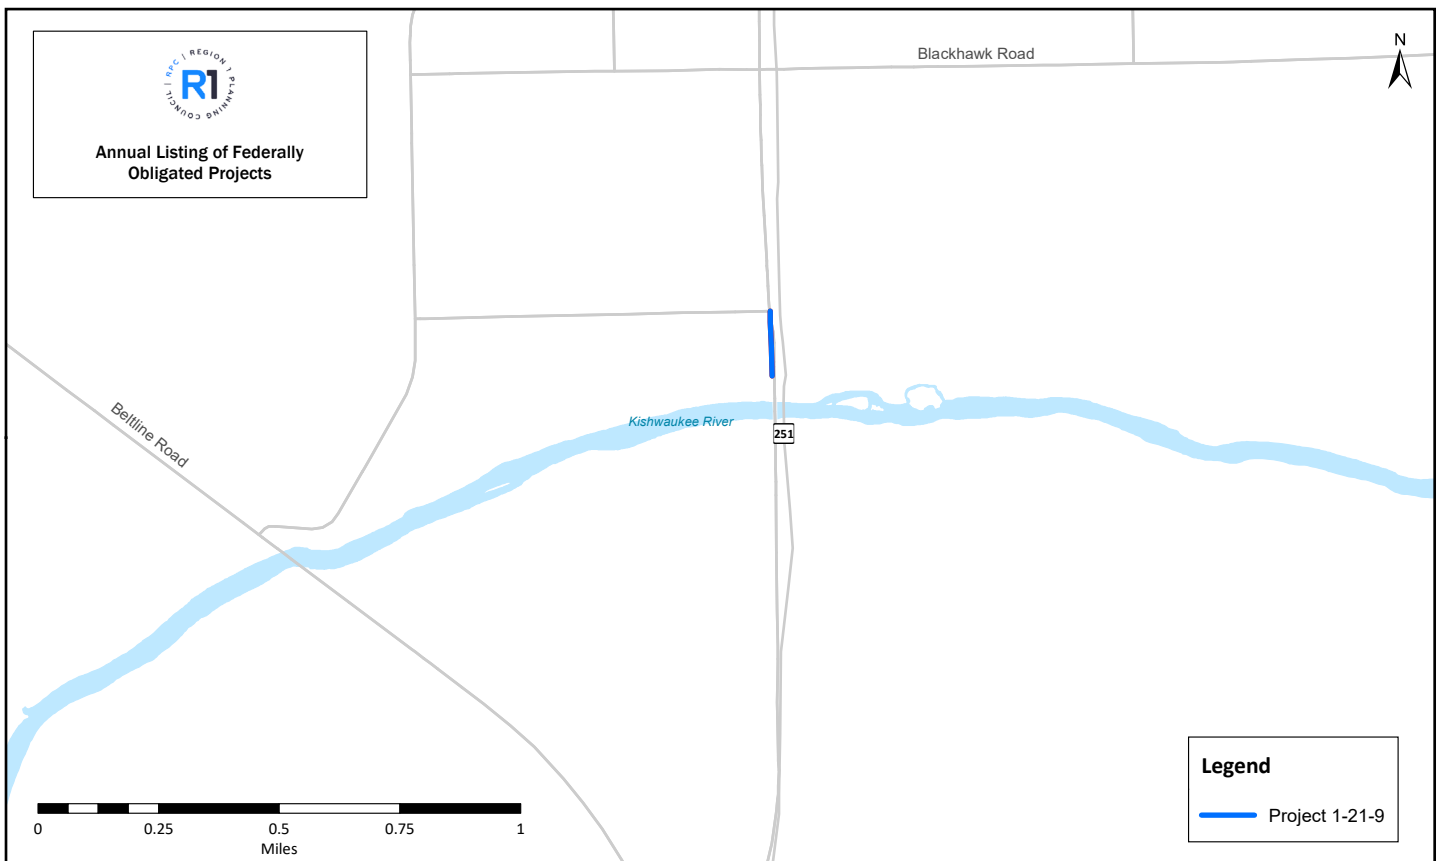 RPC | REGION 1 PLANNING COUNCIL |
R1
Annual Listing of Federally
Obligated Projects
Blackhawk Road
N
Beltline Road
Kishwaukee River
251
Legend
Project 1-21-9
0 0.25 0.5 0.75 1
Miles